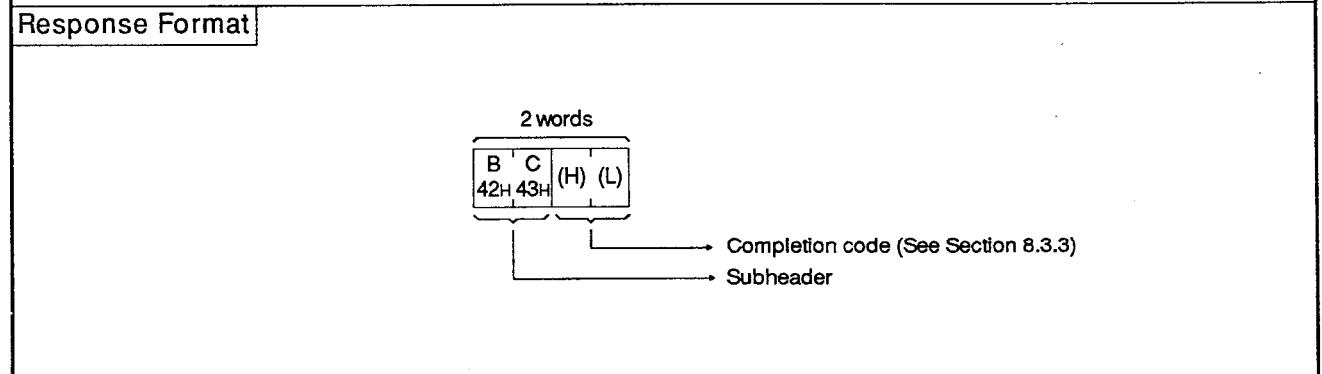 Response Format
2 words
B C (H) (L)
42H 43H
Completion code (See Section 8.3.3)
Subheader